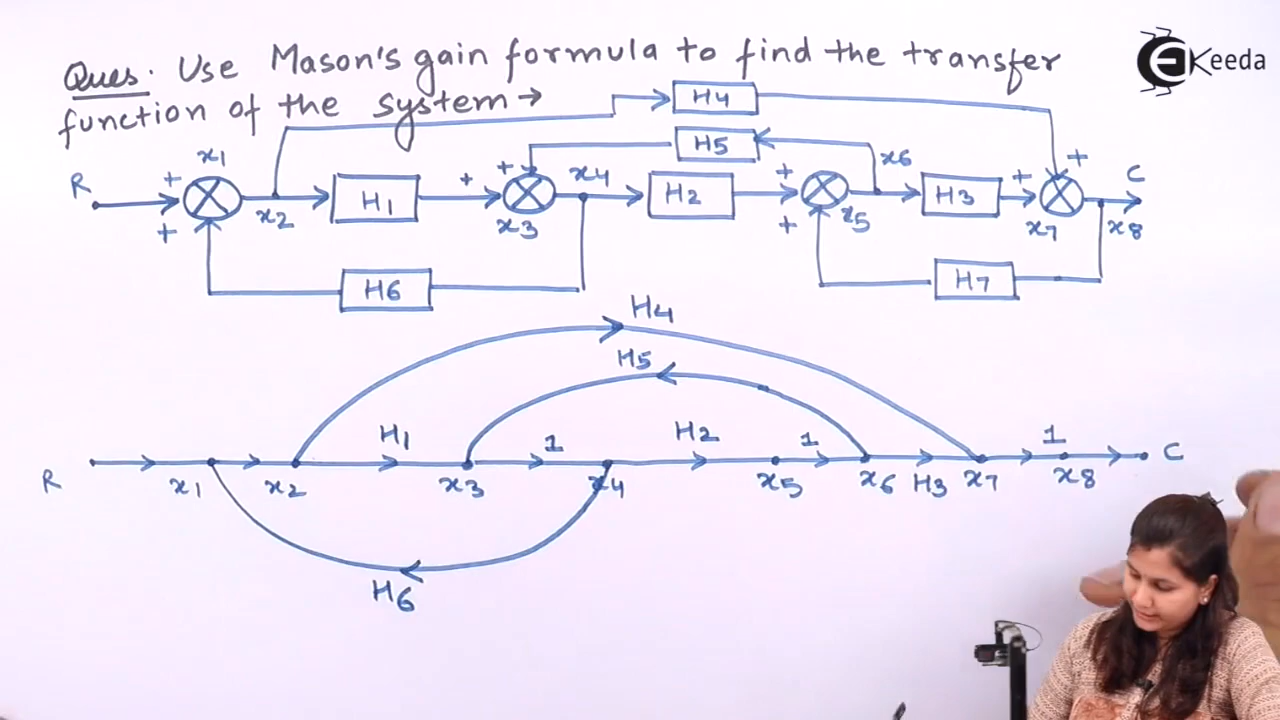 Ques. Use Mason's gain formula to find the transfer
function of the system →
EKeeda
H4
H5
x1
x4
x6
C
R
+
+
+
+
+
+
+
+
H1
H2
H3
x2
x3
x5
x7
x8
H6
H7
H4
H5
H1
1
H2
1
1
R
x1
x2
x3
x4
x5
x6
H3
x7
x8
C
H6